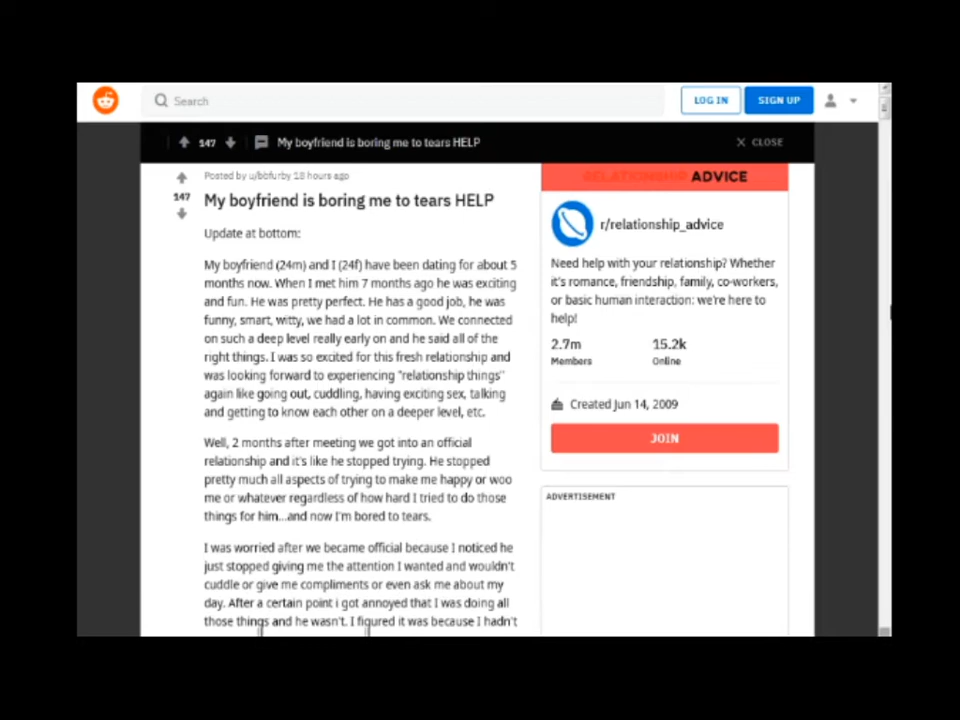 Search
LOG IN
SIGN UP
147
My boyfriend is boring me to tears HELP
CLOSE
Posted by u/bbfurby 18 hours ago
147
My boyfriend is boring me to tears HELP
Update at bottom:
My boyfriend (24m) and I (24f) have been dating for about 5
months now. When I met him 7 months ago he was exciting
and fun. He was pretty perfect. He has a good job, he was
funny, smart, witty, we had a lot in common. We connected
on such a deep level really early on and he said all of the
right things. I was so excited for this fresh relationship and
was looking forward to experiencing "relationship things"
again like going out, cuddling, having exciting sex, talking
and getting to know each other on a deeper level, etc.
Well, 2 months after meeting we got into an official
relationship and it's like he stopped trying. He stopped
pretty much all aspects of trying to make me happy or woo
me or whatever regardless of how hard I tried to do those
things for him...and now I'm bored to tears.
I was worried after we became official because I noticed he
just stopped giving me the attention I wanted and wouldn't
cuddle or give me compliments or even ask me about my
day. After a certain point i got annoyed that I was doing all
those things and he wasn't. I figured it was because I hadn't
RELATIONSHIP ADVICE
r/relationship_advice
Need help with your relationship? Whether
it's romance, friendship, family, co-workers,
or basic human interaction: we're here to
help!
2.7m
15.2k
Members
Online
Created Jun 14, 2009
JOIN
ADVERTISEMENT